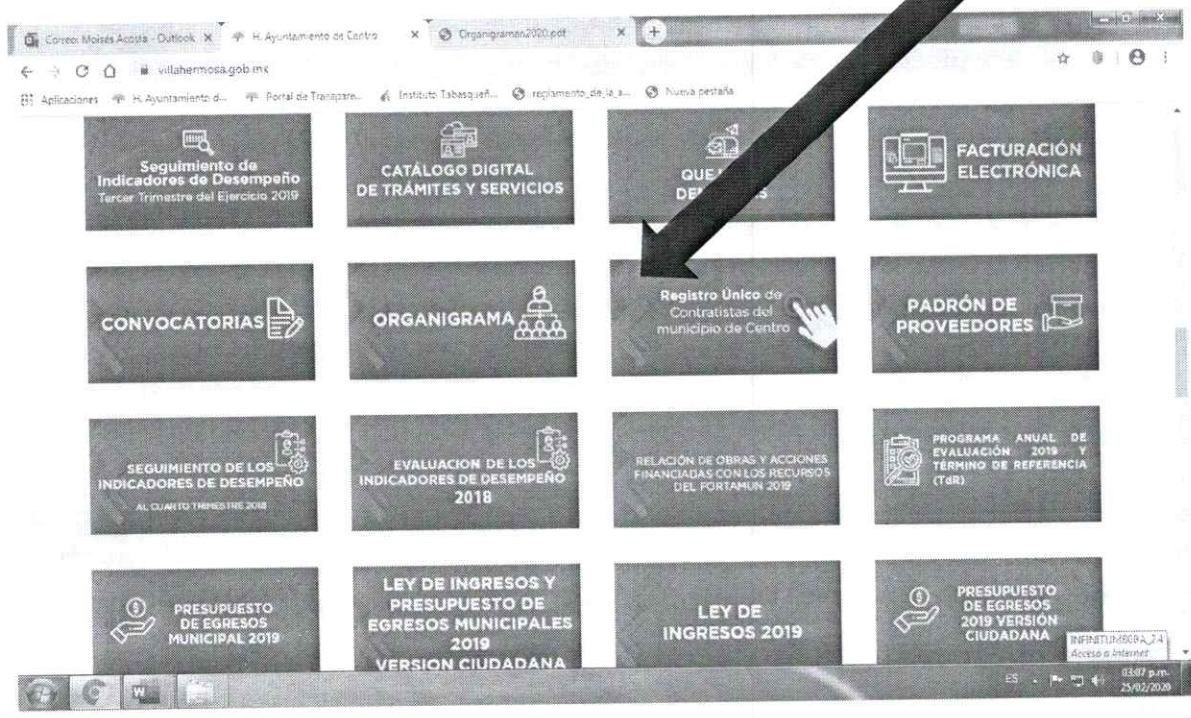 Correo: Moisés Acosta - Outlook
H. Ayuntamiento de Centro
Organigramas2020.pdf
villahermosa.gob.mx
Aplicaciones
H. Ayuntamiento d...
Portal de Transpare...
Instituto Tabasqueñ...
reglamento_de_la_s...
Nueva pestaña
Seguimiento de
Indicadores de Desempeño
Tercer Trimestre del Ejercicio 2019
CATÁLOGO DIGITAL
DE TRÁMITES Y SERVICIOS
FACTURACIÓN
ELECTRÓNICA
CONVOCATORIAS
ORGANIGRAMA
Registro Único de
Contratistas del
municipio de Centro
PADRÓN DE
PROVEEDORES
SEGUIMIENTO DE LOS
INDICADORES DE DESEMPEÑO
AL CUARTO TRIMESTRE 2018
EVALUACION DE LOS
INDICADORES DE DESEMPEÑO
2018
RELACIÓN DE OBRAS Y ACCIONES
FINANCIADAS CON LOS RECURSOS
DEL FORTAMUN 2019
PROGRAMA ANUAL DE
EVALUACIÓN 2019 Y
TÉRMINO DE REFERENCIA
(TdR)
PRESUPUESTO
DE EGRESOS
MUNICIPAL 2019
LEY DE INGRESOS Y
PRESUPUESTO DE
EGRESOS MUNICIPALES
2019
VERSION CIUDADANA
LEY DE
INGRESOS 2019
PRESUPUESTO
DE EGRESOS
2019 VERSIÓN
CIUDADANA
Acceso a Internet
ES
03:07 p.m.
25/02/2020